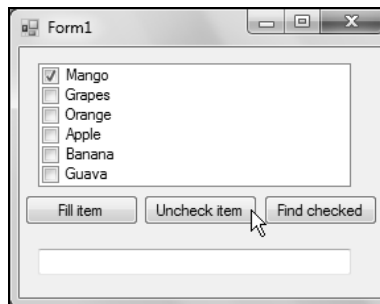 Form1
Mango
Grapes
Orange
Apple
Banana
Guava
Fill item Uncheck item Find checked